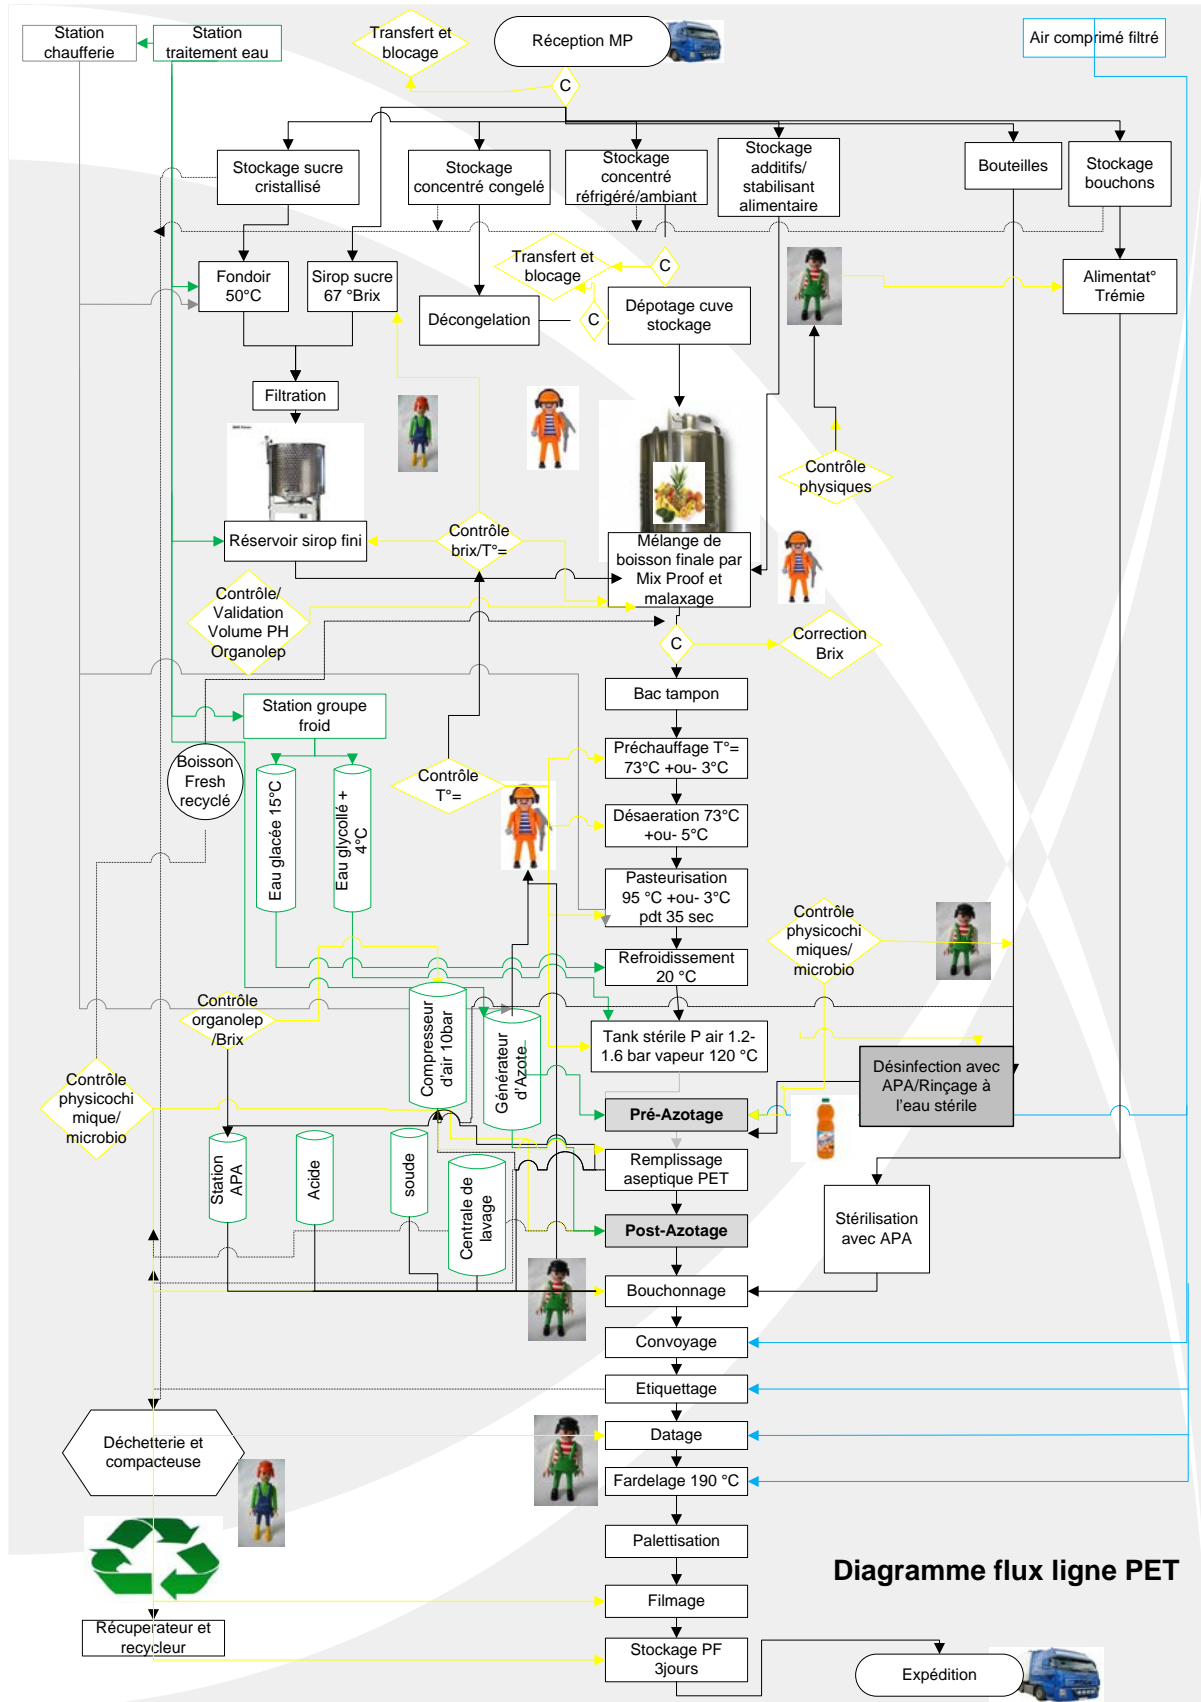 Station
chaufferie
Station
traitement eau
Transfert et
blocage
Réception MP
Air comprimé filtré
C
Stockage sucre
cristallisé
Stockage
concentré congelé
Stockage
concentré
réfrigéré/ambiant
Stockage
additifs/
stabilisant
alimentaire
Bouteilles
Stockage
bouchons
Fondoir
50°C
Sirop sucre
67 °Brix
Transfert et
blocage
C
Alimentat°
Trémie
Décongelation
C
Dépotage cuve
stockage
Filtration
Contrôle
physiques
Réservoir sirop fini
Contrôle
brix/T°=
Mélange de
boisson finale par
Mix Proof et
malaxage
Contrôle/
Validation
Volume PH
Organolep
C
Correction
Brix
Bac tampon
Station groupe
froid
Préchauffage T°=
73°C +ou- 3°C
Boisson
Fresh
recyclé
Eau glacée 15°C
Eau glycollé +
4°C
Contrôle
T°=
Désaeration 73°C
+ou- 5°C
Pasteurisation
95 °C +ou- 3°C
pdt 35 sec
Contrôle
physicochi
miques/
microbio
Refroidissement
20 °C
Contrôle
organolep
/Brix
Compresseur
d'air 10bar
Générateur
d'Azote
Tank stérile P air 1.2-
1.6 bar vapeur 120 °C
Désinfection avec
APA/Rinçage à
l'eau stérile
Contrôle
physicochi
mique/
microbio
Pré-Azotage
Station
APA
Acide
soude
Centrale de
lavage
Remplissage
aseptique PET
Post-Azotage
Stérilisation
avec APA
Bouchonnage
Convoyage
Etiquettage
Déchetterie et
compacteuse
Datage
Fardelage 190 °C
Palettisation
Diagramme flux ligne PET
Filmage
Récuperateur et
recycleur
Stockage PF
3jours
Expédition